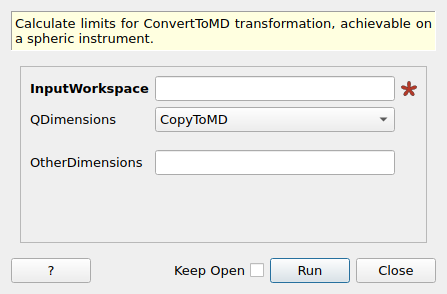 Calculate limits for ConvertToMD transformation, achievable on
a spheric instrument.
InputWorkspace
QDimensions CopyToMD
OtherDimensions
? Keep Open Run Close